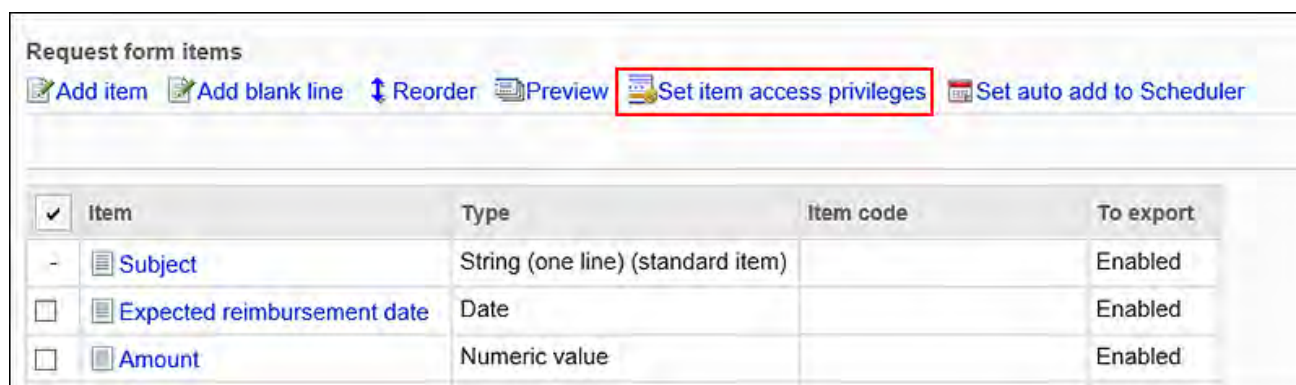 Request form items
Add item Add blank line Reorder Preview Set item access privileges Set auto add to Scheduler
Item Type Item code To export
- Subject String (one line) (standard item) Enabled
Expected reimbursement date Date Enabled
Amount Numeric value Enabled